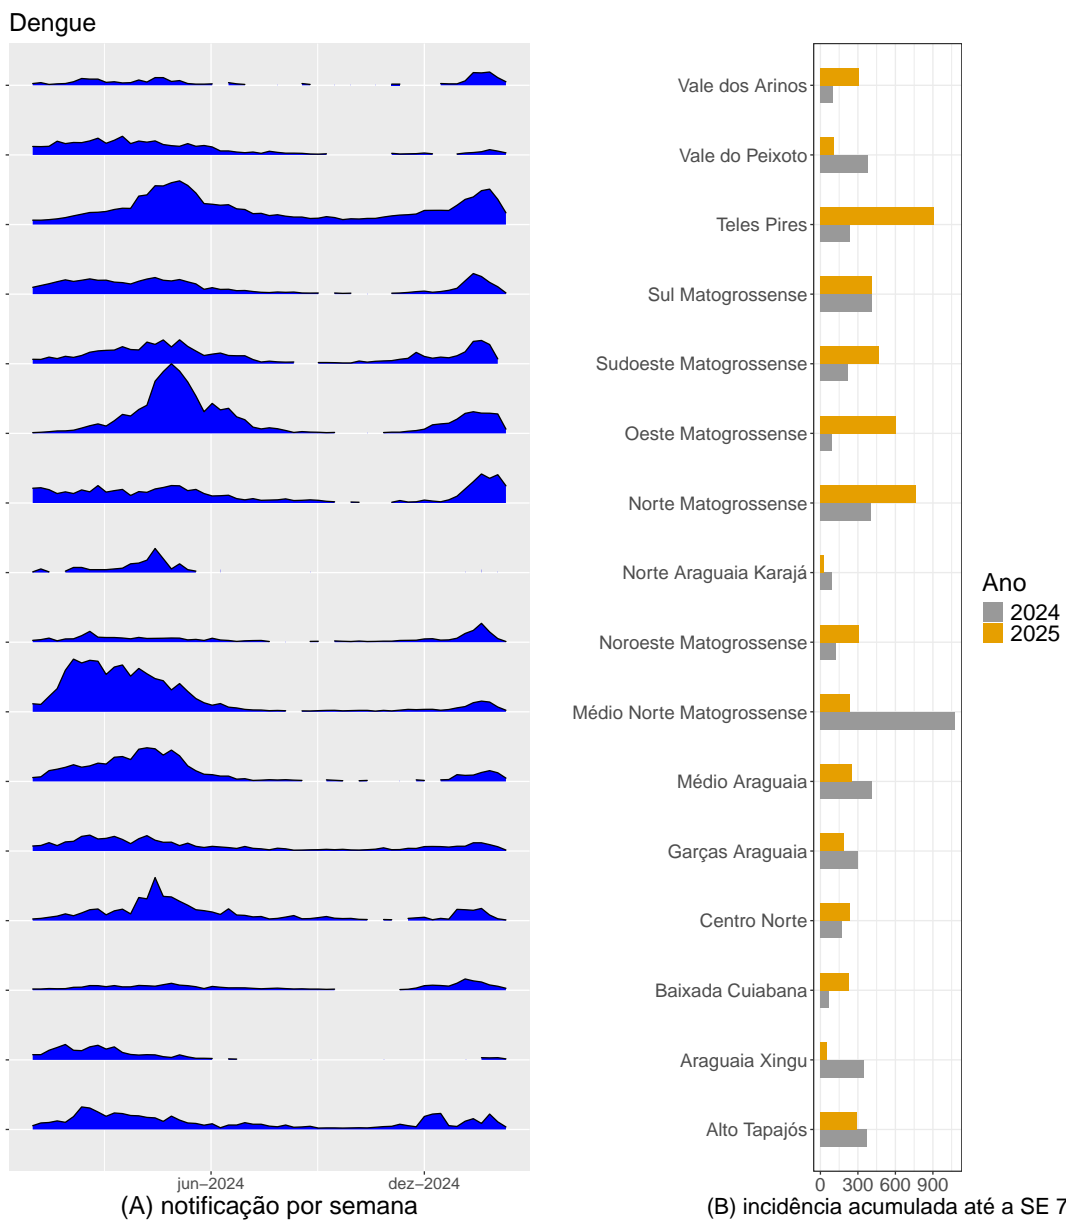 Dengue
Vale dos Arinos
Vale do Peixoto
Teles Pires
Sul Matogrossense
Sudoeste Matogrossense
Oeste Matogrossense
Norte Matogrossense
Norte Araguaia Karajá
Noroeste Matogrossense
Médio Norte Matogrossense
Médio Araguaia
Garças Araguaia
Centro Norte
Baixada Cuiabana
Araguaia Xingu
Alto Tapajós
Ano
2024
2025
jun–2024 dez–2024
(A) notificação por semana
0 300 600 900
(B) incidência acumulada até a SE 7